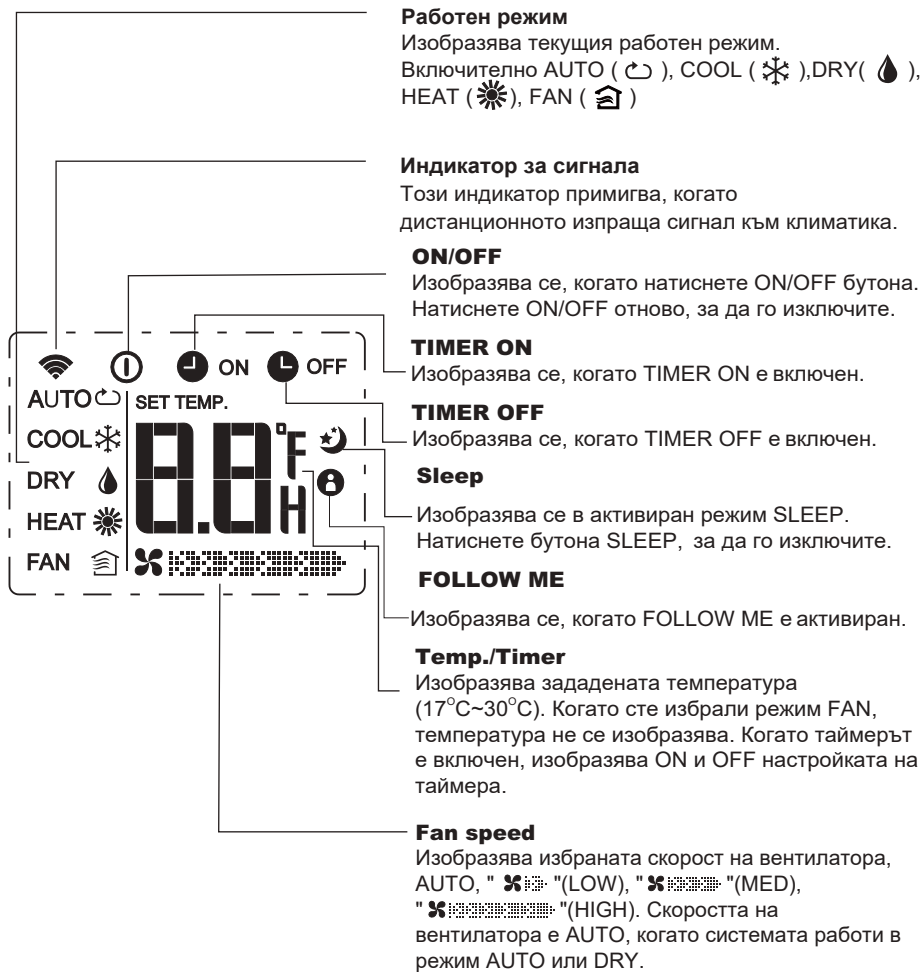 Работен режим
Изобразява текущия работен режим.
Включително AUTO ( ), COOL ( ),DRY( ),
HEAT ( ), FAN ( )
Индикатор за сигнала
Този индикатор примигва, когато
дистанционното изпраща сигнал към климатика.
ON/OFF
Изобразява се, когато натиснете ON/OFF бутона.
Натиснете ON/OFF отново, за да го изключите.
TIMER ON
Изобразява се, когато TIMER ON е включен.
TIMER OFF
Изобразява се, когато TIMER OFF е включен.
Sleep
Изобразява се в активиран режим SLEEP.
Натиснете бутона SLEEP, за да го изключите.
FOLLOW ME
Изобразява се, когато FOLLOW ME е активиран.
Temp./Timer
Изобразява зададената температура
(17°C~30°C). Когато сте избрали режим FAN,
температура не се изобразява. Когато таймерът
е включен, изобразява ON и OFF настройката на
таймера.
Fan speed
Изобразява избраната скорост на вентилатора,
AUTO, " "(LOW), " "(MED),
" "(HIGH). Скоростта на
вентилатора е AUTO, когато системата работи в
режим AUTO или DRY.
ON OFF
AUTO
SET TEMP.
COOL
DRY
HEAT
FAN
8.8°F
H